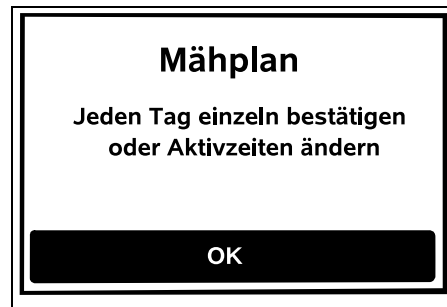 Mähplan
Jeden Tag einzeln bestätigen
oder Aktivzeiten ändern
OK